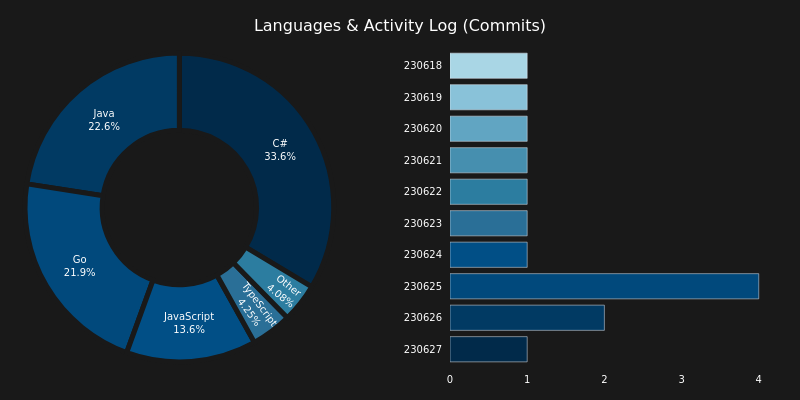 Languages & Activity Log (Commits)
Java
22.6%
C#
33.6%
Go
21.9%
JavaScript
13.6%
TypeScript
4.25%
Other
4.08%
230618
230619
230620
230621
230622
230623
230624
230625
230626
230627
0 1 2 3 4